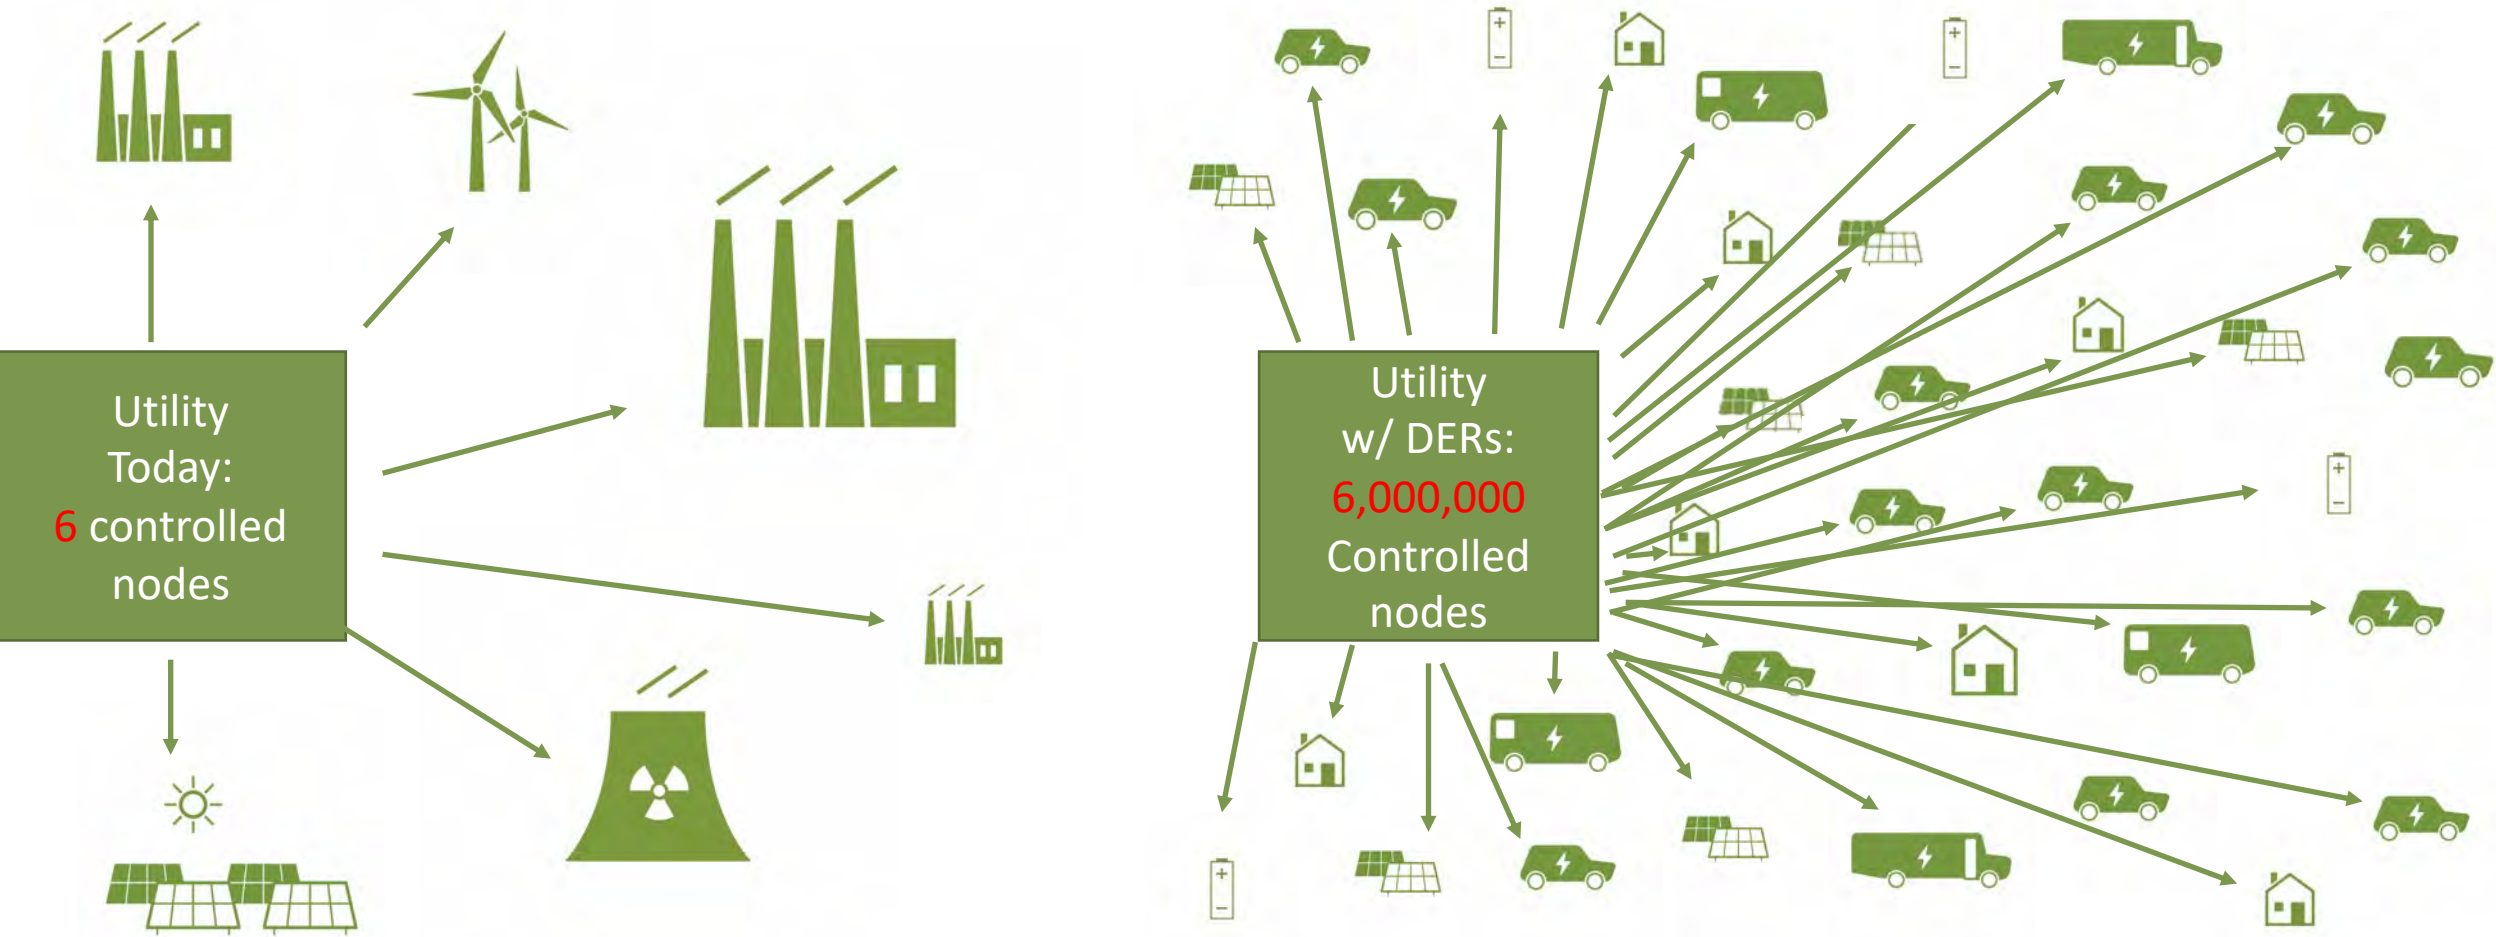 Utility
Today:
6 controlled
nodes
Utility
w/ DERs:
6,000,000
Controlled
nodes